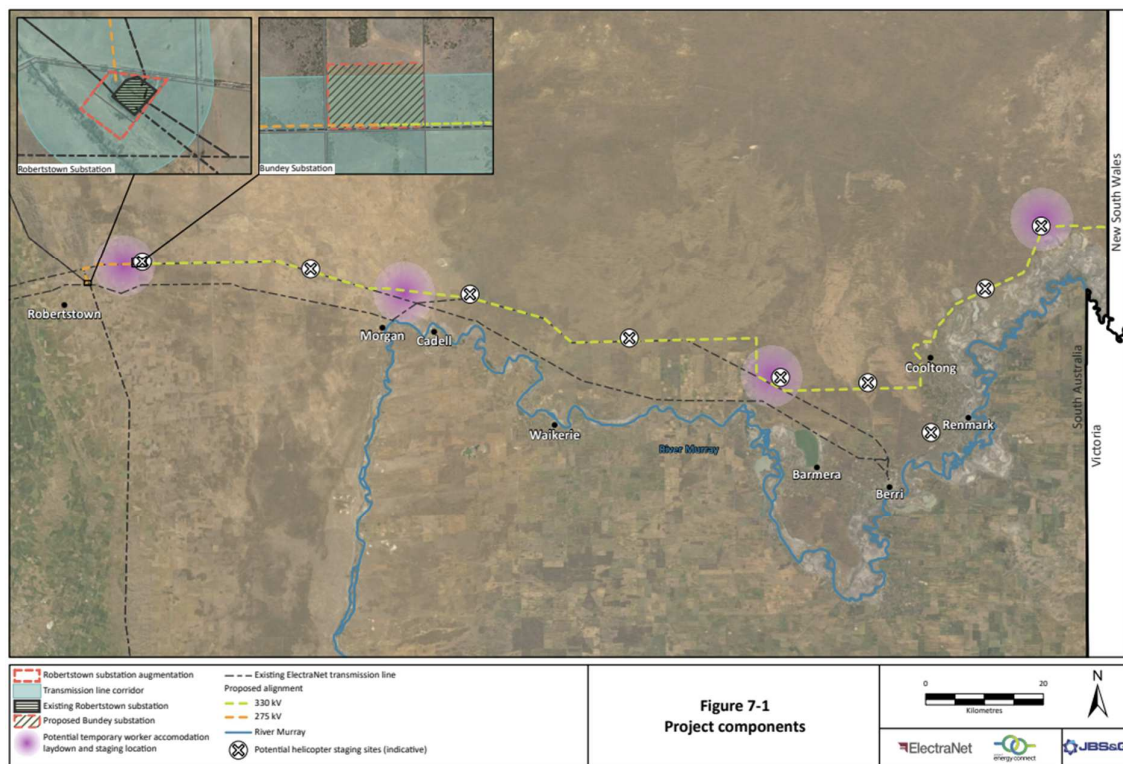 Robertstown Substation
Bundey Substation
New South Wales
Robertstown
Morgan
Cadell
Cooltong
South Australia
Victoria
Renmark
Waikerie
River Murray
Barmera
Berri
Robertstown substation augmentation
Transmission line corridor
Existing Robertstown substation
Proposed Bundey substation
Potential temporary worker accomodation
laydown and staging location
Existing ElectraNet transmission line
Proposed alignment
330 kV
275 kV
River Murray
Potential helicopter staging sites (indicative)
Figure 7-1
Project components
0
20
Kilometres
N
ElectraNet
energy connect